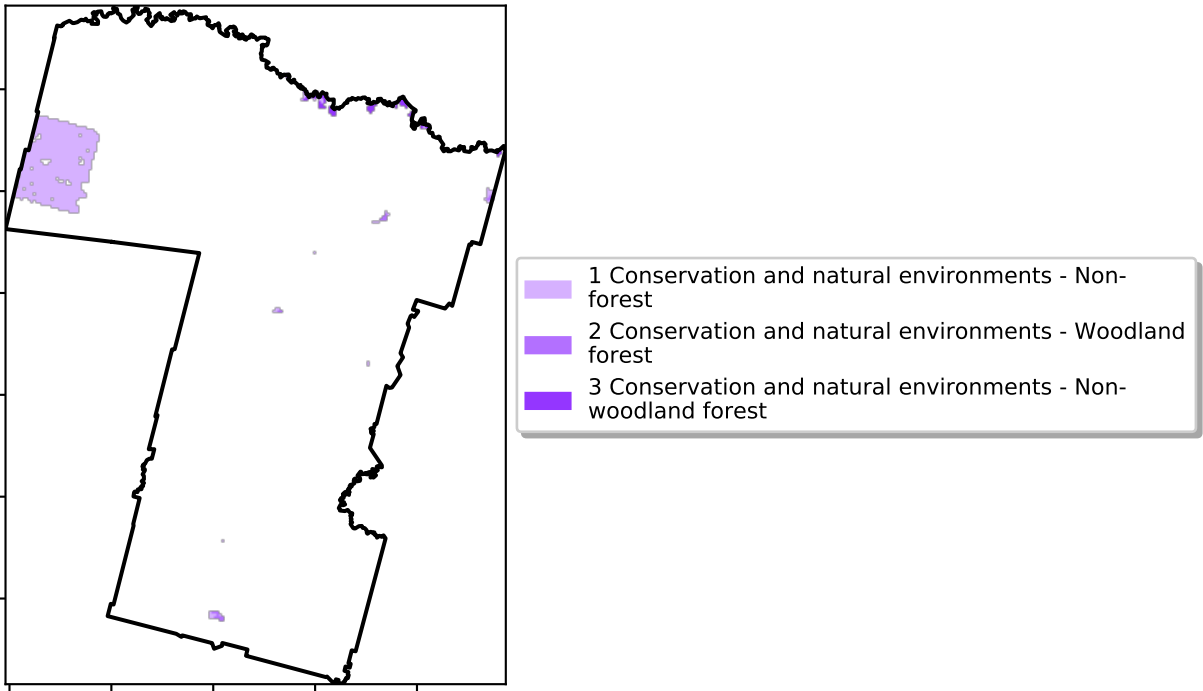 1 Conservation and natural environments - Non-
forest
2 Conservation and natural environments - Woodland
forest
3 Conservation and natural environments - Non-
woodland forest